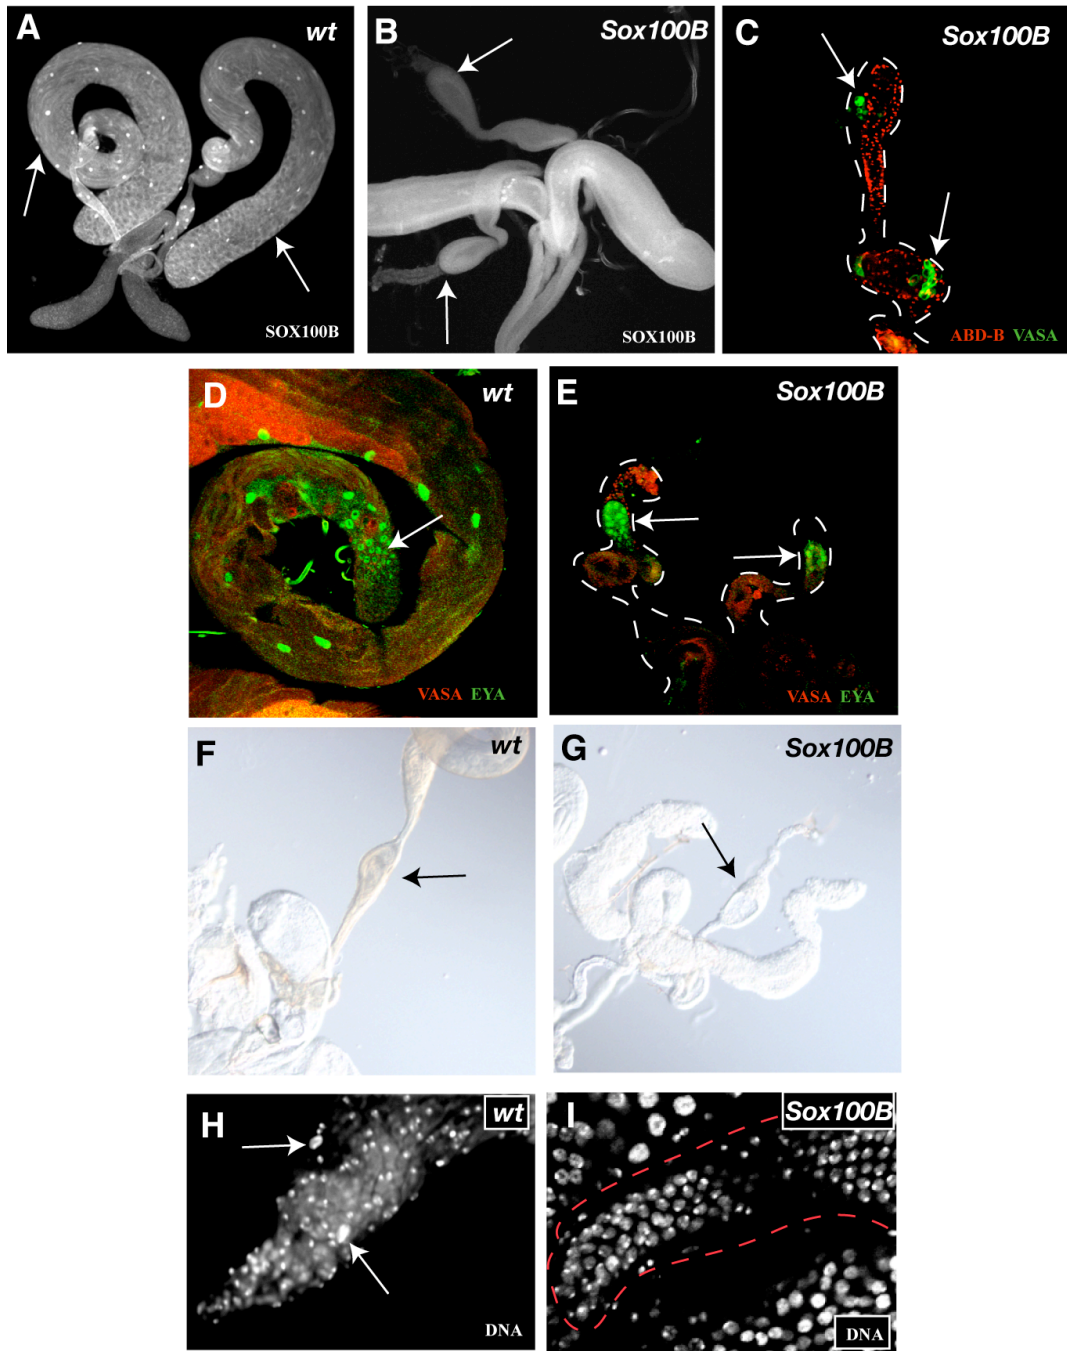 A wt
SOX100B
B Sox100B
SOX100B
C Sox100B
ABD-B VASA
D wt
VASA EYA
E Sox100B
VASA EYA
F wt
G Sox100B
H wt
DNA
I Sox100B
DNA